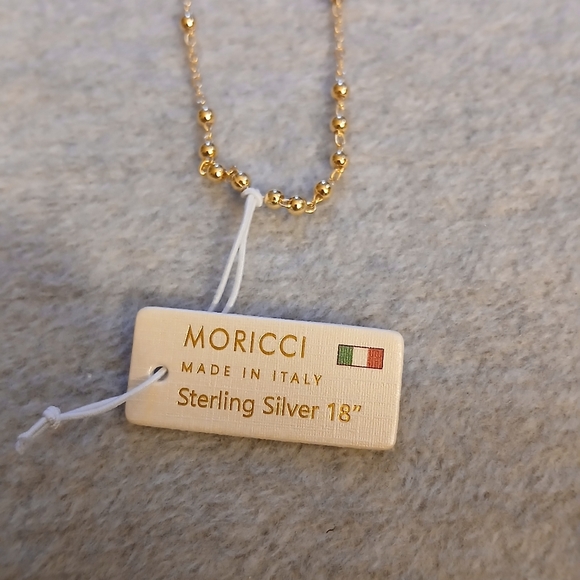 MORICCI
MADE IN ITALY
Sterling Silver 18”